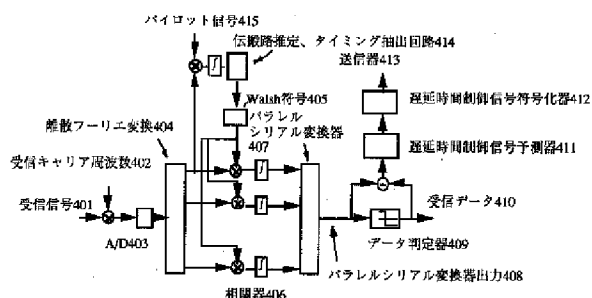 パイロット信号415
伝搬路推定、タイミング抽出回路414
送信器413
Walsh符号405
遅延時間制御信号符号化器412
離散フーリエ変換404
パラレル
シリアル変換器
407
遅延時間制御信号予測器411
受信キャリア周波数402
受信信号401
受信データ410
A/D403
データ判定器409
パラレルシリアル変換器出力408
相関器406